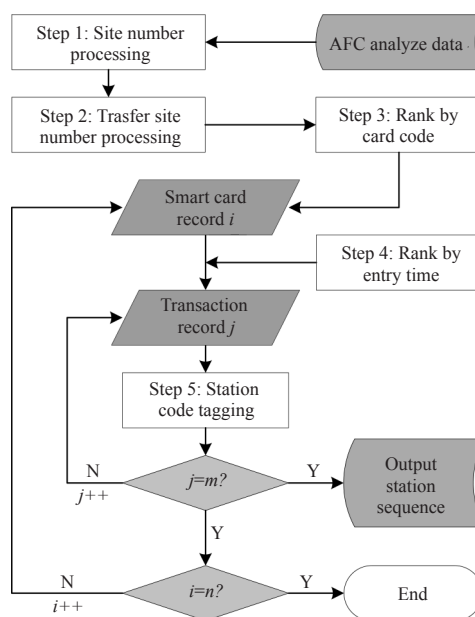 Step 1: Site number
processing
AFC analyze data
Step 2: Trasfer site
number processing
Step 3: Rank by
card code
Smart card
record i
Step 4: Rank by
entry time
Transaction
record j
Step 5: Station
code tagging
N
j++
j=m?
Y
Output
station
sequence
Y
N
i++
i=n?
Y
End